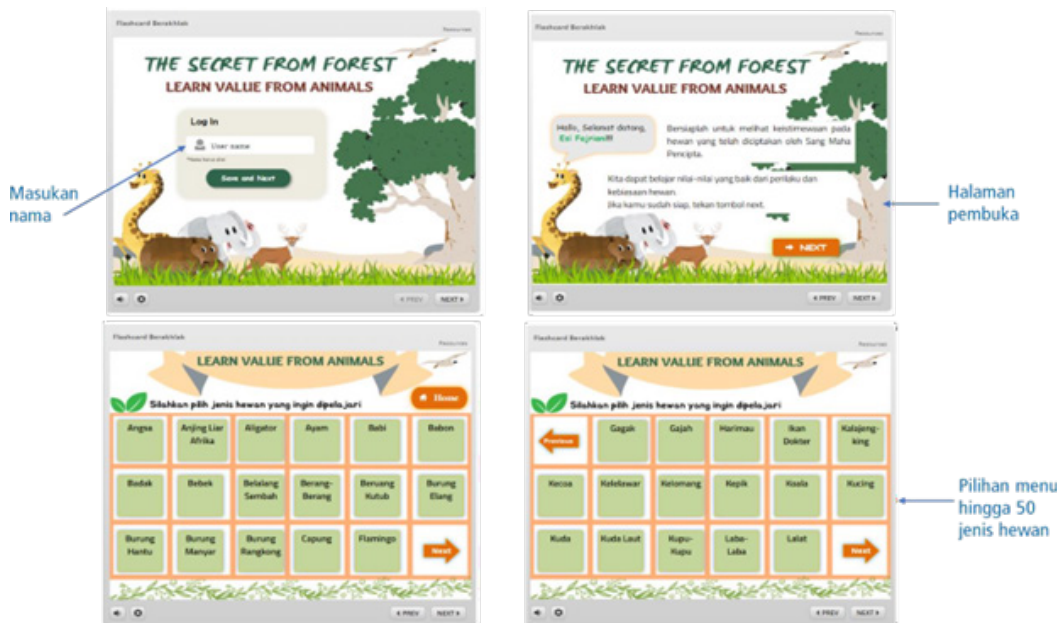 Flashcard Berakhlak
Resources
THE SECRET FROM FOREST
LEARN VALUE FROM ANIMALS
Log In
User name
Save and Next
Masukan
nama
◄ PREV
NEXT ►
Flashcard Berakhlak
Resources
THE SECRET FROM FOREST
LEARN VALUE FROM ANIMALS
Hallo, Selamat datang,
Esi Fajriani!!!
Bersiaplah untuk melihat keistimewaan pada
hewan yang telah diciptakan oleh Sang Maha
Pencipta.
Kita dapat belajar nilai-nilai yang baik dari perilaku dan
kebiasaan hewan.
Jika kamu sudah siap, tekan tombol next.
NEXT
Halaman
pembuka
◄ PREV
NEXT ►
Flashcard Berakhlak
Resources
LEARN VALUE FROM ANIMALS
Home
Silahkan pilih jenis hewan yang ingin dipelajari
Angsa
Anjing Liar
Afrika
Aligator
Ayam
Babi
Babon
Badak
Bebek
Belalang
Sembah
Berang-
Berang
Beruang
Kutub
Burung
Elang
Burung
Hantu
Burung
Manyar
Burung
Rangkong
Capung
Flamingo
Next
◄ PREV
NEXT ►
Flashcard Berakhlak
Resources
LEARN VALUE FROM ANIMALS
Silahkan pilih jenis hewan yang ingin dipelajari
Previous
Gagak
Gajah
Harimau
Ikan
Dokter
Kalajeng-
king
Kecoa
Kelelawar
Kelomang
Kepik
Koala
Kucing
Kuda
Kuda Laut
Kupu-
Kupu
Laba-
Laba
Lalat
Next
Pilihan menu
hingga 50
jenis hewan
◄ PREV
NEXT ►